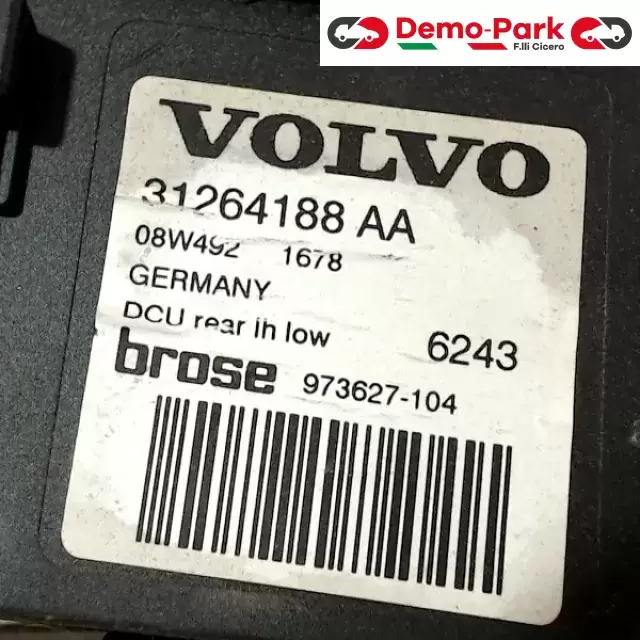 Demo-Park
F.lli Cicero
VOLVO
31264188 AA
08W492 1678
GERMANY
DCU rear lh low 6243
brose 973627-104